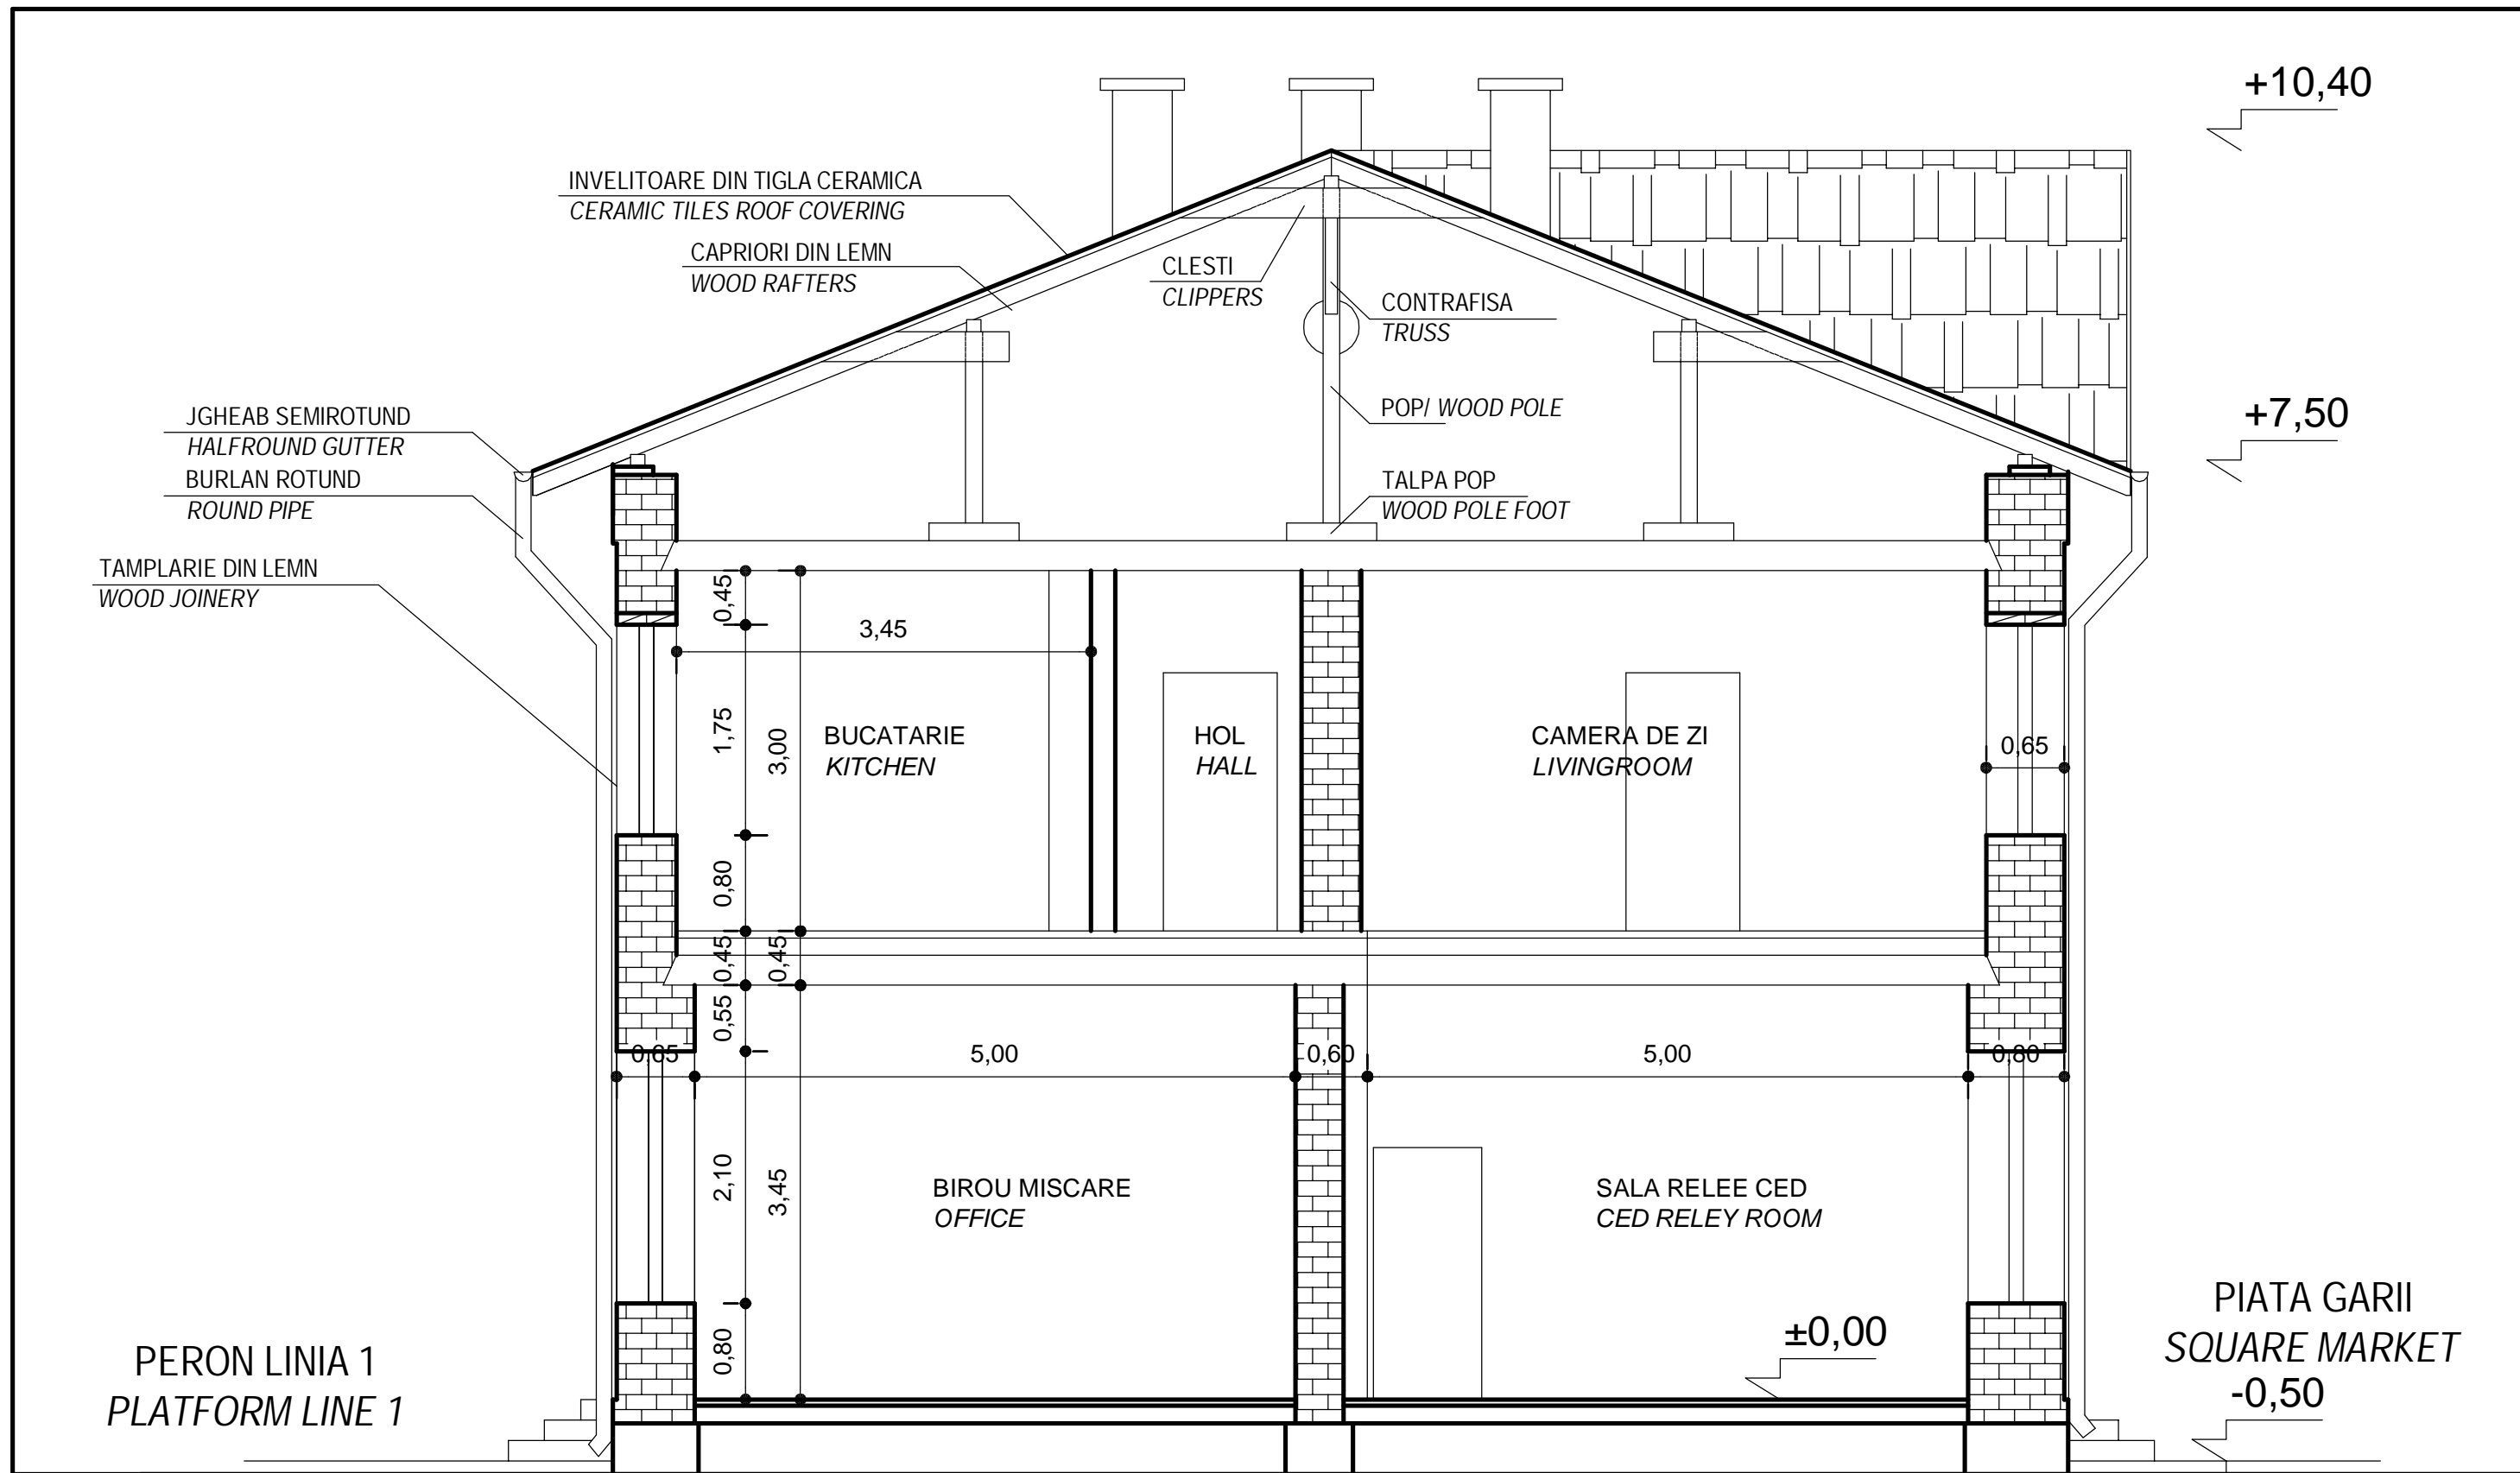 +10,40
INVELITOARE DIN TIGLA CERAMICA
CERAMIC TILES ROOF COVERING
CAPRIORI DIN LEMN
WOOD RAFTERS
CLESTI
CLIPPERS
CONTRAFISA
TRUSS
POP/ WOOD POLE
+7,50
JGHEAB SEMIROTUND
HALFROUND GUTTER
BURLAN ROTUND
ROUND PIPE
TALPA POP
WOOD POLE FOOT
TAMPLARIE DIN LEMN
WOOD JOINERY
0,45
3,45
1,75
3,00
BUCATARIE
KITCHEN
HOL
HALL
CAMERA DE ZI
LIVINGROOM
0,65
0,80
0,45
0,45
0,55
0,65
5,00
0,60
5,00
0,80
2,10
3,45
BIROU MISCARE
OFFICE
SALA RELEE CED
CED RELEY ROOM
0,80
±0,00
PERON LINIA 1
PLATFORM LINE 1
PIATA GARII
SQUARE MARKET
-0,50